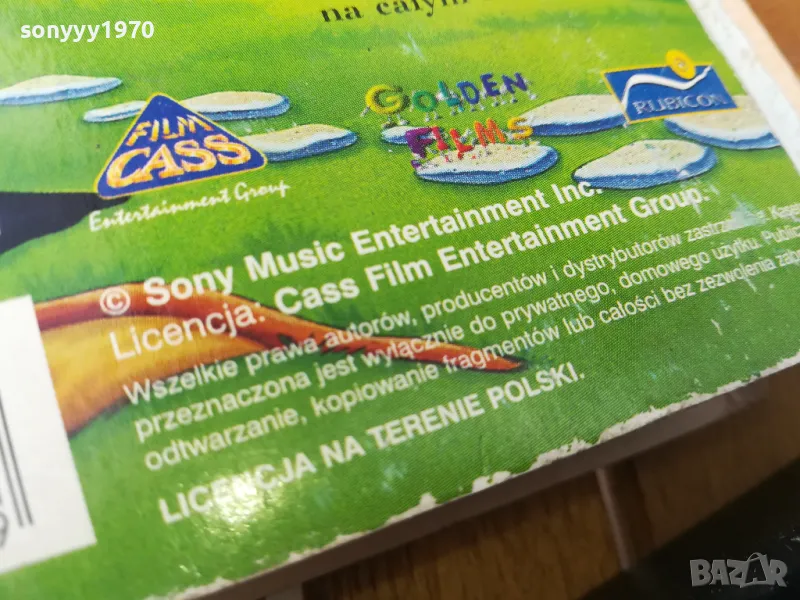 sonyyy1970
na całym
FILM
CASS
Entertainment Group
GOLDEN
FILMS
RUBICON
© Sony Music Entertainment Inc.
Licencja: Cass Film Entertainment Group.
Wszelkie prawa autorów, producentów i dystrybutorów
przeznaczona jest wyłącznie do prywatnego, domowego użytku.
odtwarzanie, kopiowanie fragmentów lub całości bez zezwolenia
LICENCJA NA TERENIE POLSKI.
BAZAR